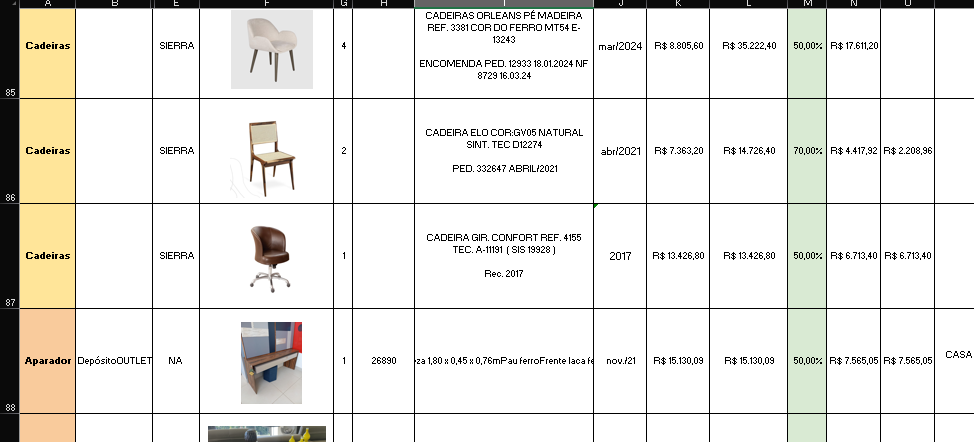 A B E F G H I J K L M N O
Cadeiras SIERRA 4 CADEIRAS ORLEANS PÉ MADEIRA mar/2024 R$ 8.805,60 R$ 35.222,40 50,00% R$ 17.611,20
REF. 3381 COR DO FERRO MT54 E-
13243
ENCOMENDA PED. 12933 18.01.2024 NF
8729 16.03.24
85
Cadeiras SIERRA 2 CADEIRA ELO COR:GV05 NATURAL abr/2021 R$ 7.363,20 R$ 14.726,40 70,00% R$ 4.417,92 R$ 2.208,96
SINT. TEC D12274
PED. 332647 ABRIL/2021
86
Cadeiras SIERRA 1 CADEIRA GIR. CONFORT REF. 4155 2017 R$ 13.426,80 R$ 13.426,80 50,00% R$ 6.713,40 R$ 6.713,40
TEC. A-11191 ( SIS 19928 )
Rec. 2017
87
Aparador DepósitoOUTLET NA 1 26890 za 1,80 x 0,45 x 0,76mPau ferroFrente laca fe nov./21 R$ 15.130,09 R$ 15.130,09 50,00% R$ 7.565,05 R$ 7.565,05 CASA
88